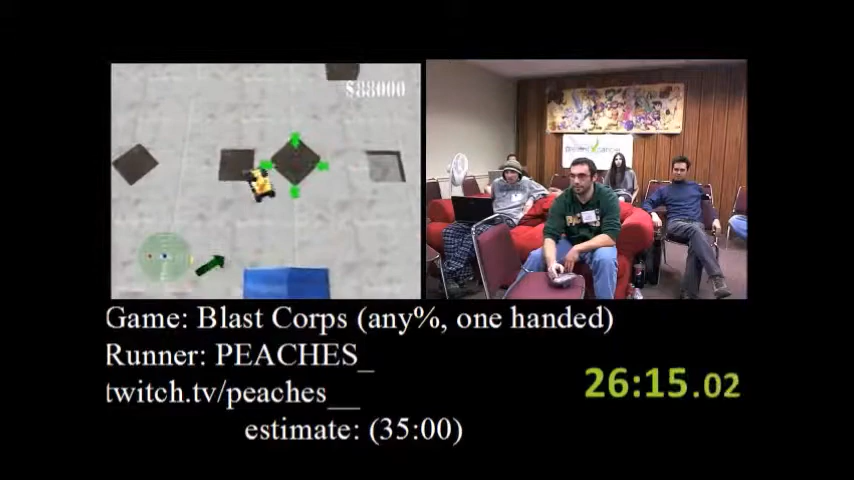 $88000
Game: Blast Corps (any%, one handed)
Runner: PEACHES_
twitch.tv/peaches__
26:15.02
estimate: (35:00)